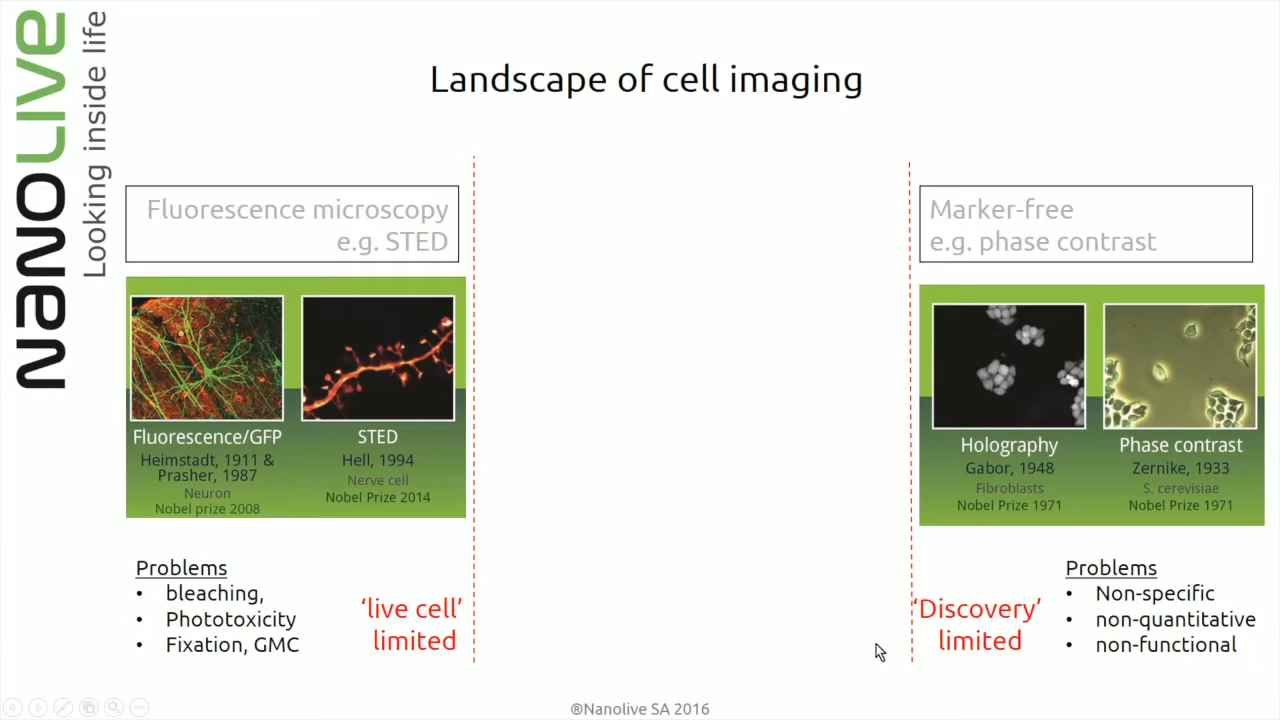 NANOLIVE
Looking inside life
Landscape of cell imaging
Fluorescence microscopy
e.g. STED
Fluorescence/GFP
Heimstadt, 1911 &
Prasher, 1987
Neuron
Nobel prize 2008
STED
Hell, 1994
Nerve cell
Nobel Prize 2014
Problems
• bleaching,
• Phototoxicity
• Fixation, GMC
‘live cell’
limited
Marker-free
e.g. phase contrast
Holography
Gabor, 1948
Fibroblasts
Nobel Prize 1971
Phase contrast
Zernike, 1933
S. cerevisiae
Nobel Prize 1971
‘Discovery’
limited
Problems
• Non-specific
• non-quantitative
• non-functional
®Nanolive SA 2016